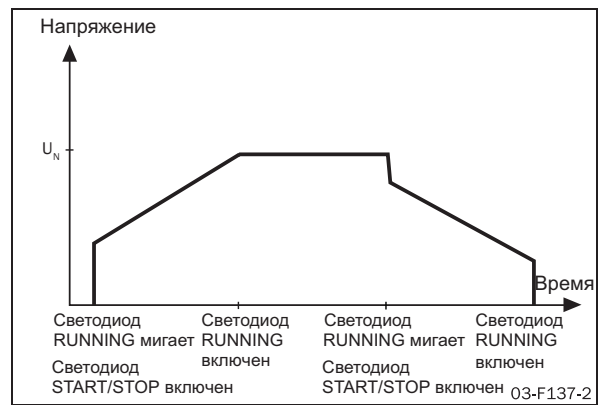 Напряжение
U_N
Время
Светодиод
RUNNING мигает
Светодиод
START/STOP включен
Светодиод
RUNNING
включен
Светодиод
RUNNING мигает
Светодиод
START/STOP включен
Светодиод
RUNNING
включен
03-F137-2